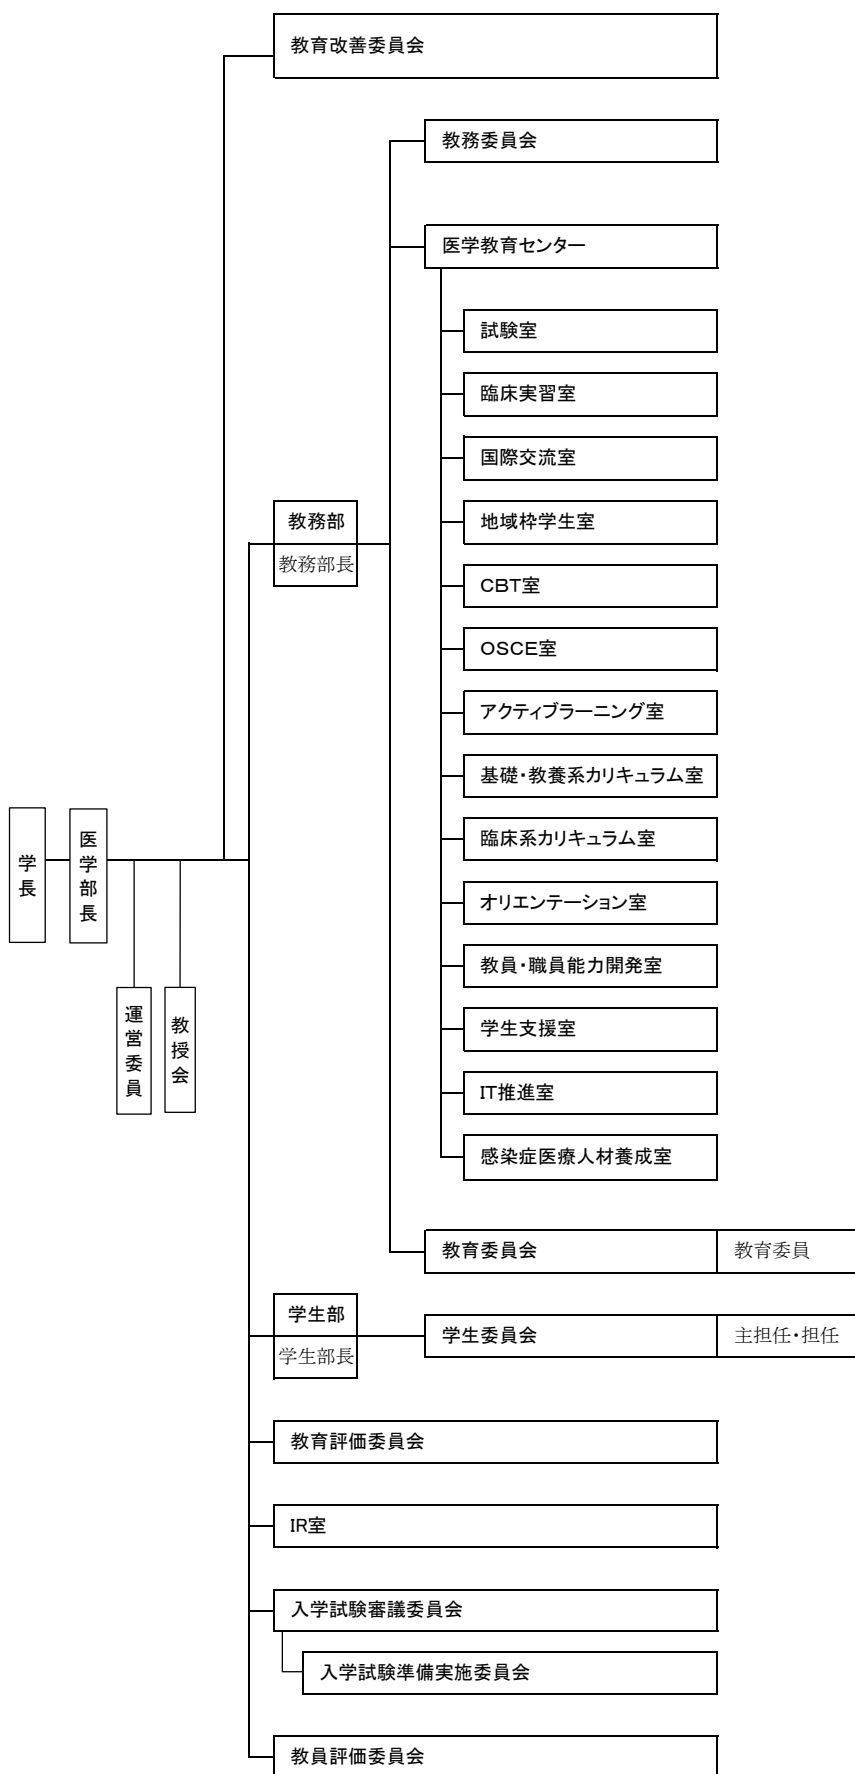 教育改善委員会
教務委員会
医学教育センター
試験室
臨床実習室
国際交流室
教務部
教務部長
地域枠学生室
CBT室
OSCE室
アクティブラーニング室
基礎・教養系カリキュラム室
学長
医学部長
臨床系カリキュラム室
オリエンテーション室
教員・職員能力開発室
運営委員
教授会
学生支援室
IT推進室
感染症医療人材養成室
教育委員会 教育委員
学生部
学生部長
学生委員会 主担任・担任
教育評価委員会
IR室
入学試験審議委員会
入学試験準備実施委員会
教員評価委員会